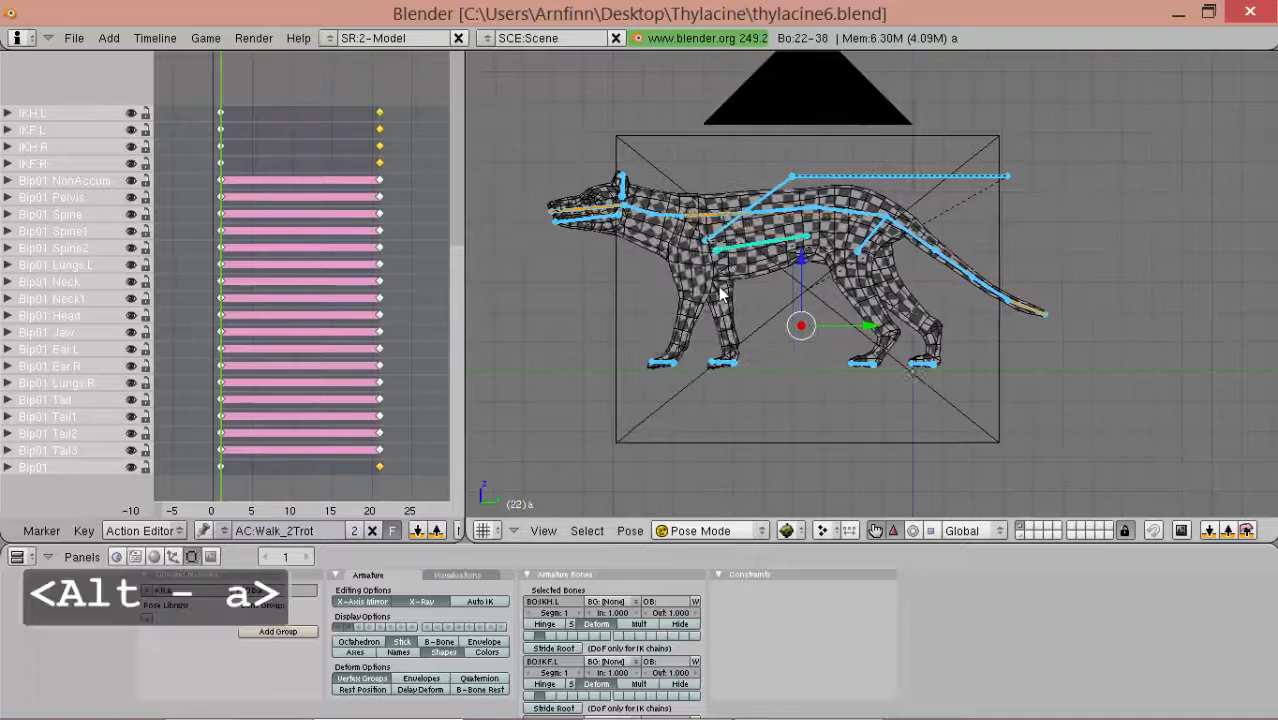 Blender [C:\Users\Arnfinn\Desktop\Thylacine\thylacine6.blend]
File Add Timeline Game Render Help SR:2-Model SCE:Scene www.blender.org 249.2 Bo:22-38 | Mem:6.30M (4.09M) a
IKH.L
IKF.L
IKH.R
IKF.R
Bip01 NonAccum
Bip01 Pelvis
Bip01 Spine
Bip01 Spine1
Bip01 Spine2
Bip01 Lungs.L
Bip01 Neck
Bip01 Neck1
Bip01 Head
Bip01 Jaw
Bip01 Ear.L
Bip01 Ear.R
Bip01 Lungs.R
Bip01 Tail
Bip01 Tail1
Bip01 Tail2
Bip01 Tail3
Bip01
-10 -5 0 5 10 15 20 25
z
(22)a
Marker Key Action Editor AC:Walk_2Trot 2 F View Select Pose Pose Mode Global
Panels 1
<Alt - a>
Add Group
Armature Visualisations
Editing Options
X-Axis Mirror X-Ray Auto IK
Display Options
Octahedron Stick B-Bone Envelope
Axes Names Shapes Colors
Deform Options
Vertex Groups Envelopes Quaternion
Rest Position Delay Deform B-Bone Rest
Armature Bones
Selected Bones
BO:IKH.L BG: [None] OB: W
Segm: 1 In: 1.000 Out: 1.000
Hinge S Deform Mult Hide
Stride Root (DoF only for IK chains)
BO:IKF.L BG: [None] OB: W
Segm: 1 In: 1.000 Out: 1.000
Hinge S Deform Mult Hide
Stride Root (DoF only for IK chains)
Constraints